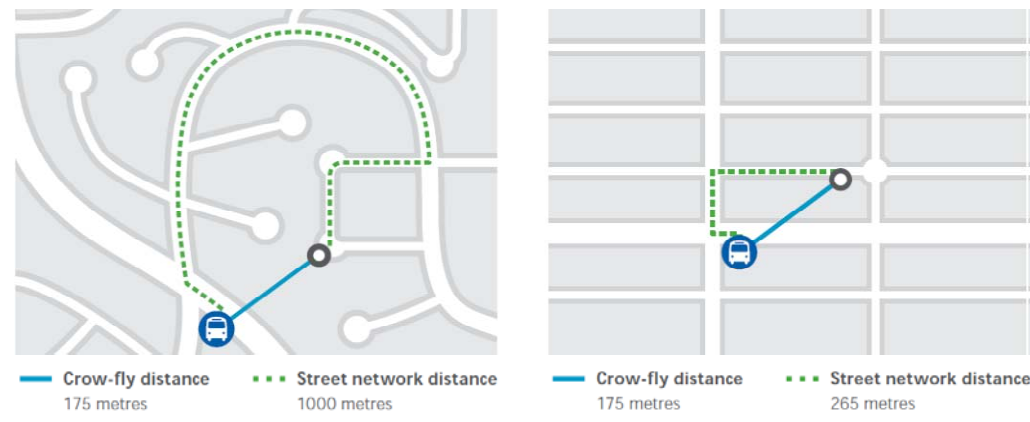 Crow-fly distance
175 metres
Street network distance
1000 metres
Crow-fly distance
175 metres
Street network distance
265 metres